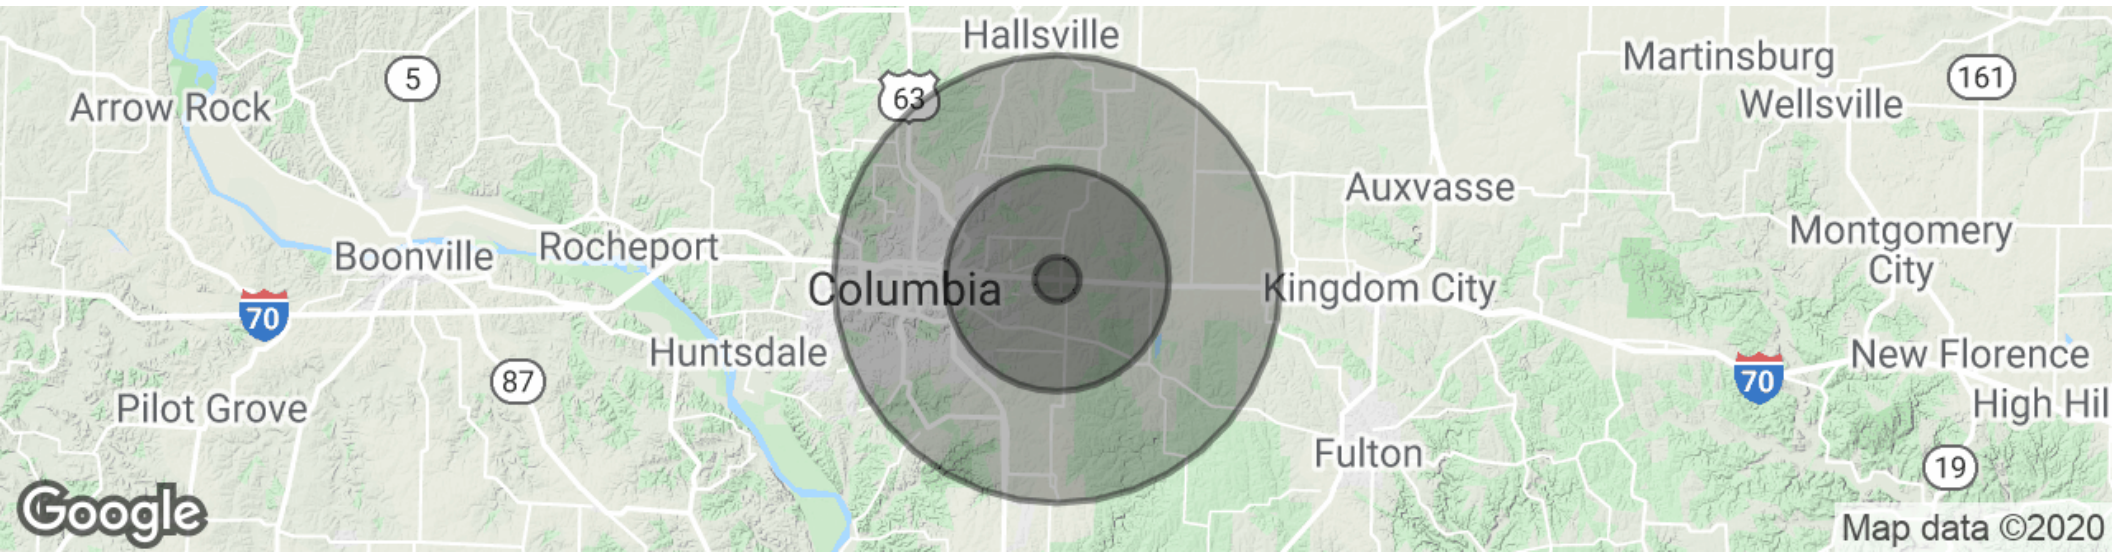 Hallsville
Martinsburg
5
63
161
Arrow Rock
Wellsville
Auxvasse
Montgomery
City
Boonville
Rocheport
Columbia
Kingdom City
70
Huntsdale
New Florence
87
70
Pilot Grove
High Hil
Fulton
19
Google
Map data ©2020